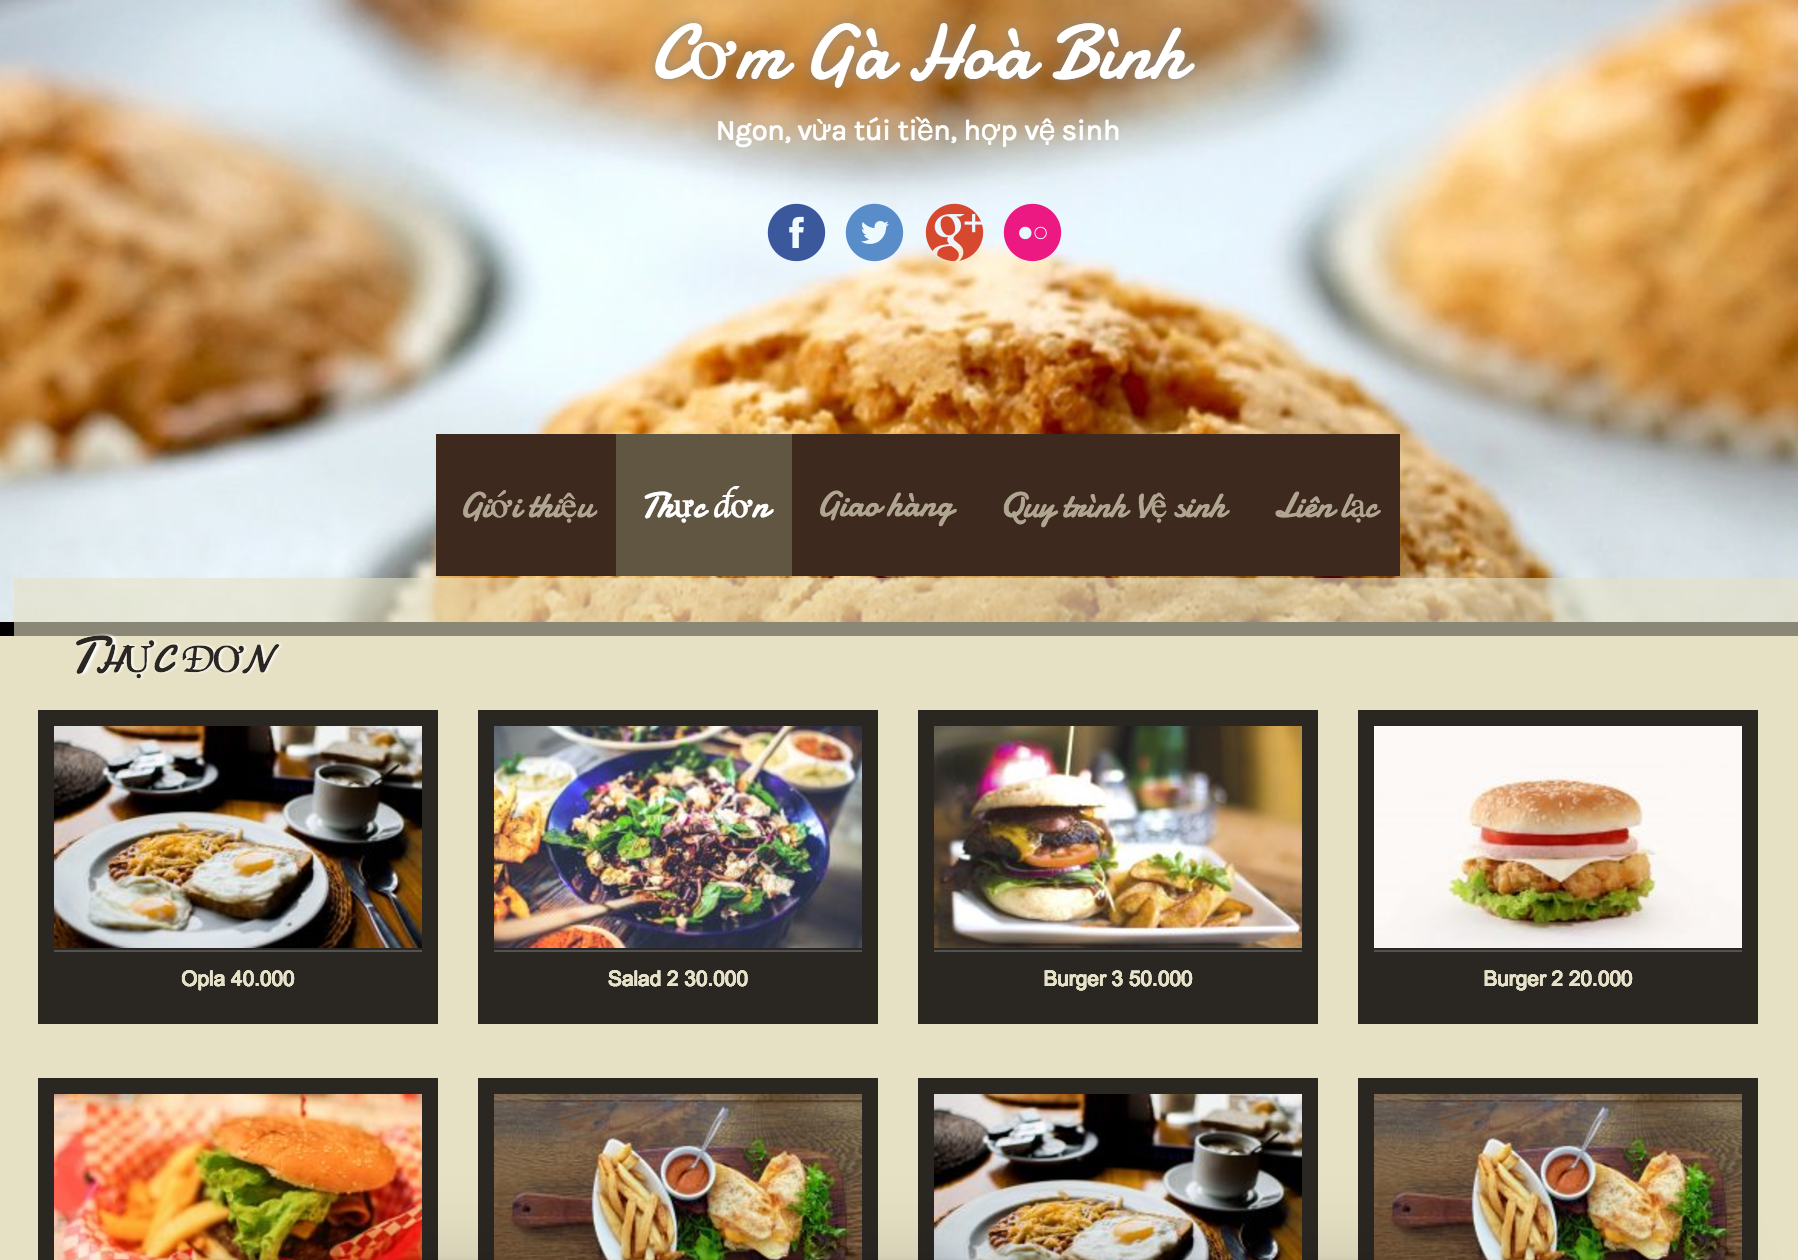 Cơm Gà Hoà Bình
Ngon, vừa túi tiền, hợp vệ sinh
f
g+
Giới thiệu
Thực đơn
Giao hàng
Quy trình Vệ sinh
Liên lạc
THỰC ĐƠN
Opla 40.000
Salad 2 30.000
Burger 3 50.000
Burger 2 20.000